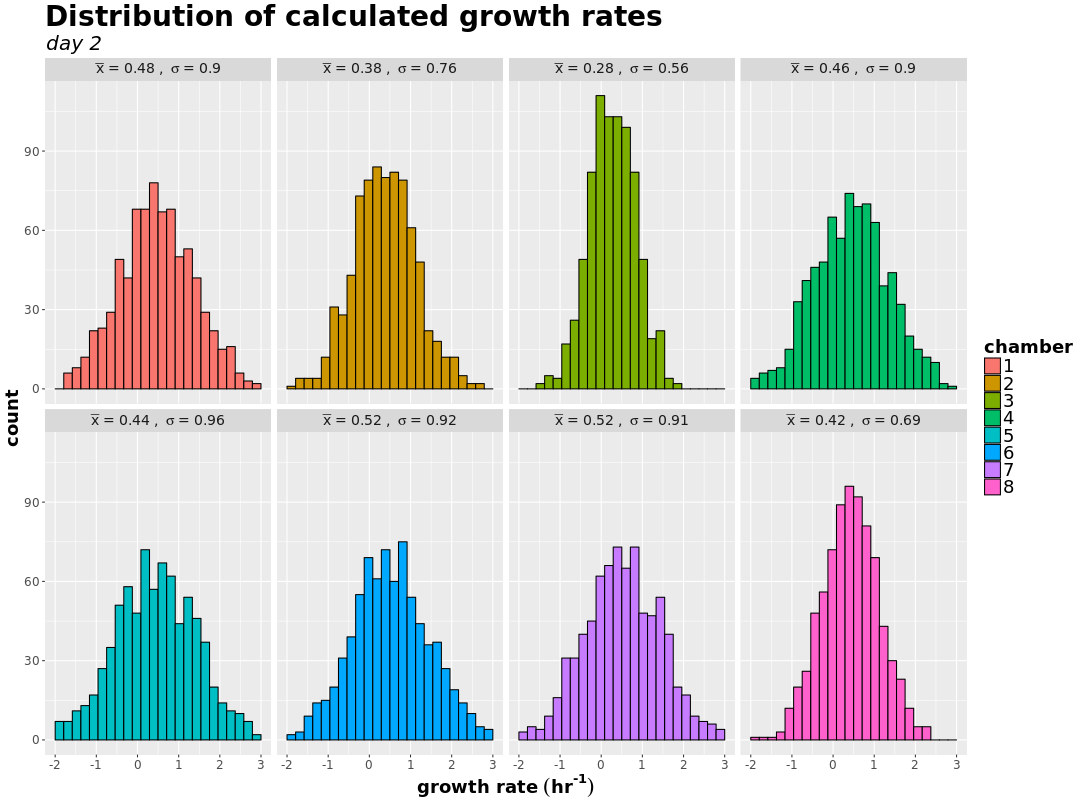 Distribution of calculated growth rates
day 2
x̅ = 0.48 , σ = 0.9
x̅ = 0.38 , σ = 0.76
x̅ = 0.28 , σ = 0.56
x̅ = 0.46 , σ = 0.9
90
60
30
0
count
x̅ = 0.44 , σ = 0.96
x̅ = 0.52 , σ = 0.92
x̅ = 0.52 , σ = 0.91
x̅ = 0.42 , σ = 0.69
90
60
30
0
-2 -1 0 1 2 3
-2 -1 0 1 2 3
-2 -1 0 1 2 3
-2 -1 0 1 2 3
growth rate (hr⁻¹)
chamber
1
2
3
4
5
6
7
8